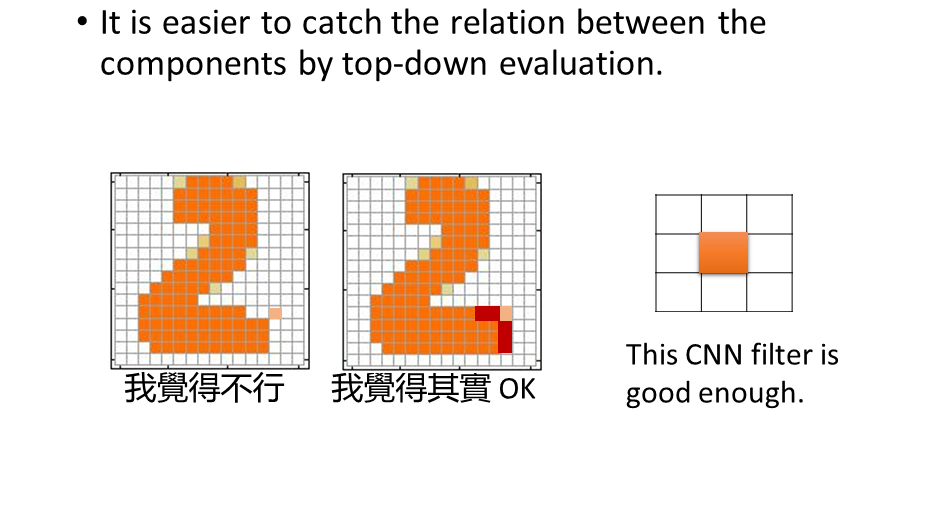 • It is easier to catch the relation between the
components by top-down evaluation.
我覺得不行
我覺得其實 OK
This CNN filter is
good enough.